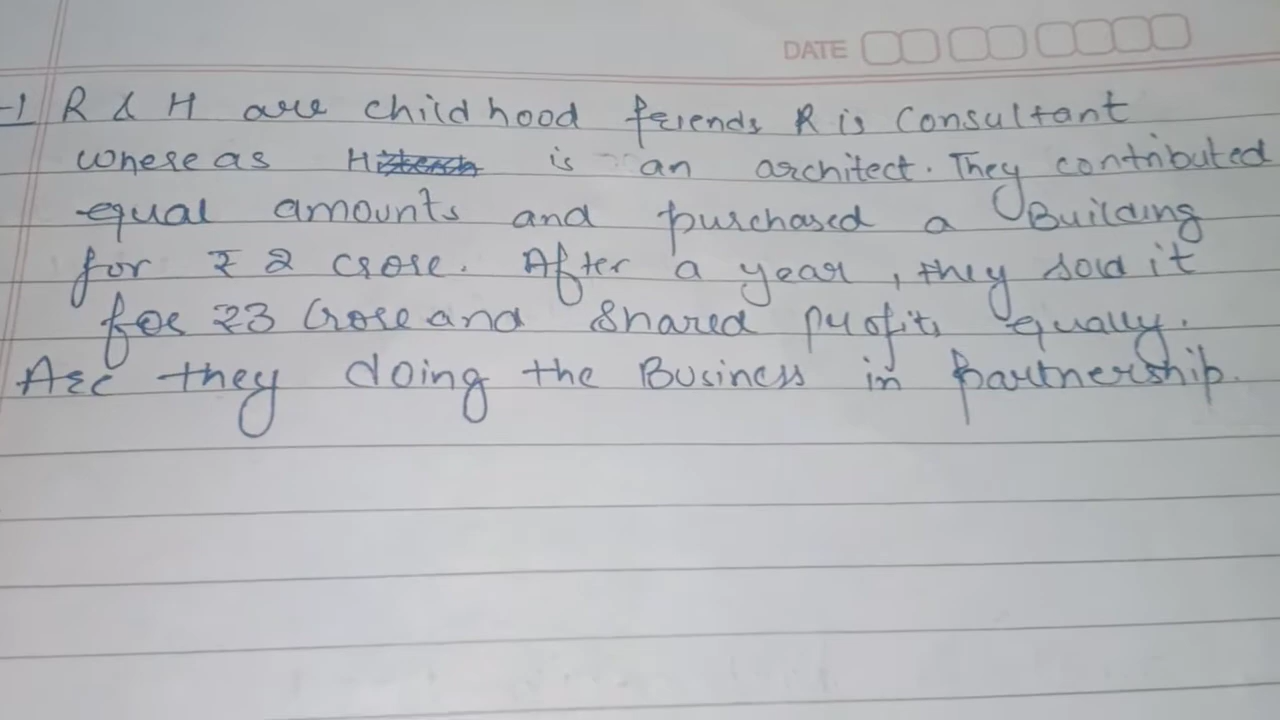 DATE
-1 R & H are childhood friends R is Consultant
whereas H is an architect. They contributed
equal amounts and purchased a Building
for ₹ 2 crore. After a year, they sold it
for ₹3 Crore and shared profits equally.
Are they doing the Business in partnership.